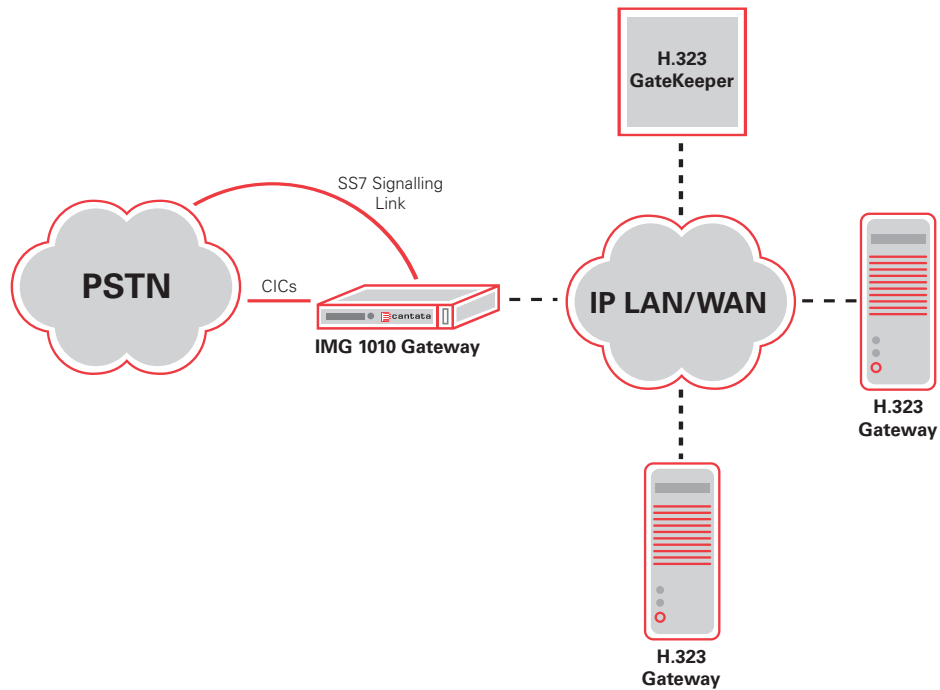 H.323
GateKeeper
SS7 Signalling
Link
PSTN
CICs
cantata
IMG 1010 Gateway
IP LAN/WAN
H.323
Gateway
H.323
Gateway